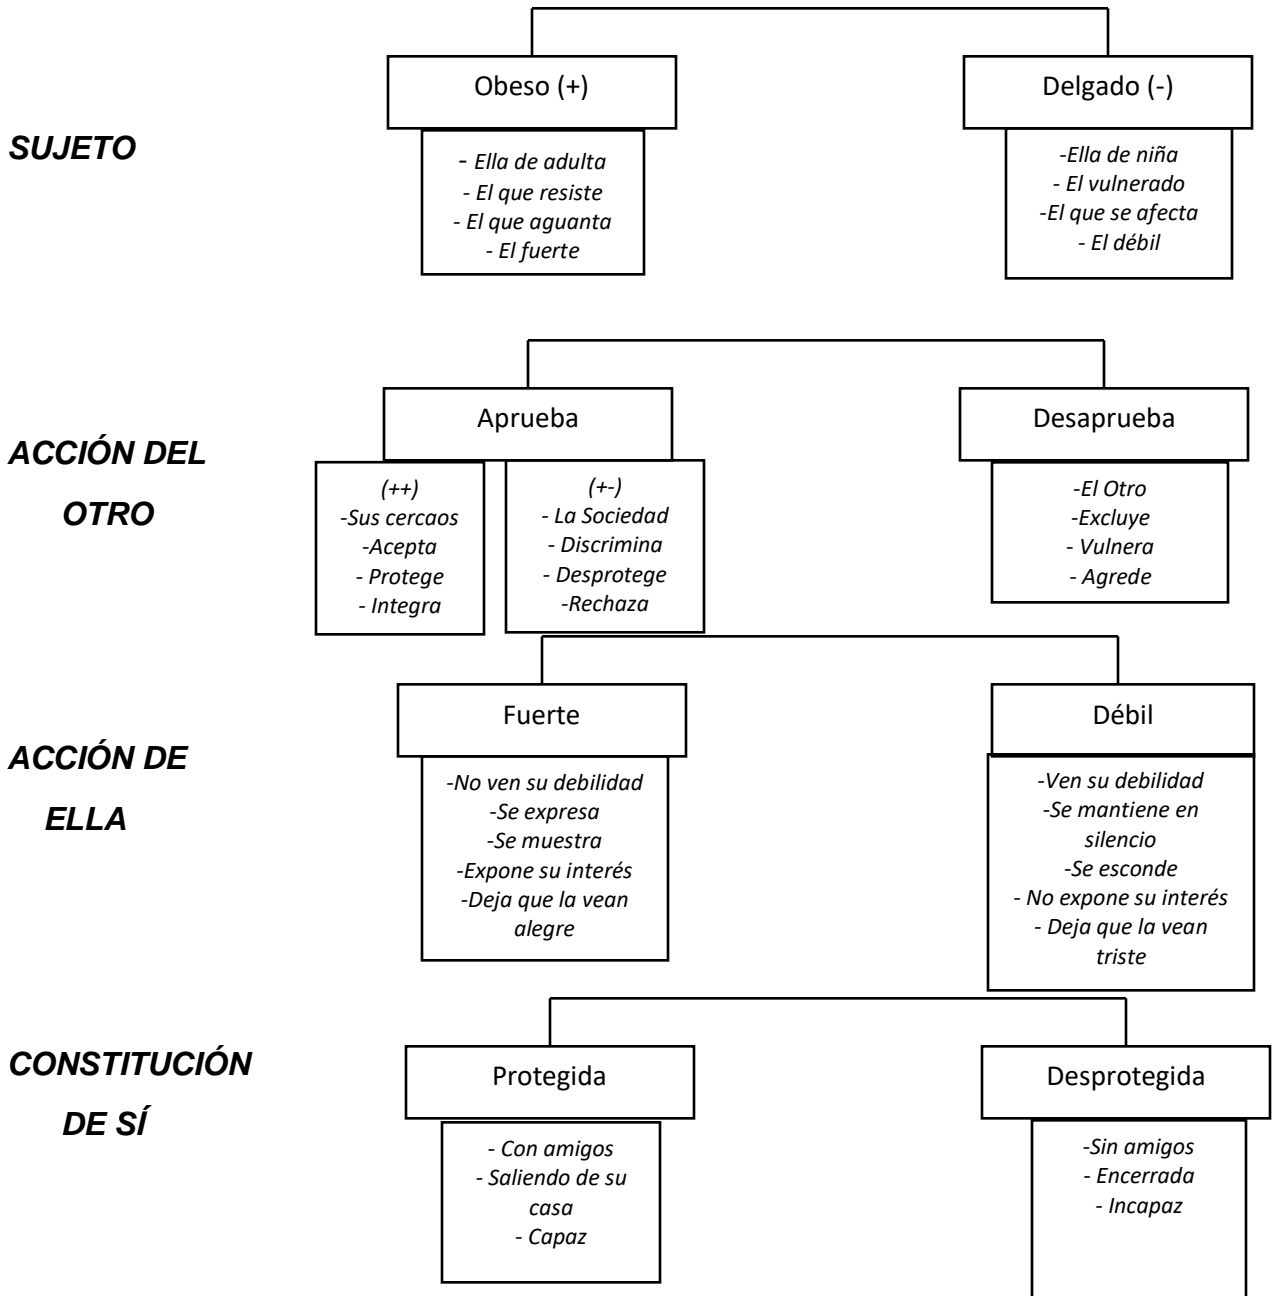 Obeso (+)
Delgado (-)
SUJETO
- Ella de adulta
- El que resiste
- El que aguanta
- El fuerte
-Ella de niña
- El vulnerado
-El que se afecta
- El débil
Aprueba
Desaprueba
ACCIÓN DEL
OTRO
(++)
-Sus cercaos
-Acepta
- Protege
- Integra
(+-)
- La Sociedad
- Discrimina
- Desprotege
-Rechaza
-El Otro
-Excluye
- Vulnera
- Agrede
Fuerte
Débil
ACCIÓN DE
ELLA
-No ven su debilidad
-Se expresa
-Se muestra
-Expone su interés
-Deja que la vean
alegre
-Ven su debilidad
-Se mantiene en
silencio
-Se esconde
- No expone su interés
- Deja que la vean
triste
CONSTITUCIÓN
DE SÍ
Protegida
Desprotegida
- Con amigos
- Saliendo de su
casa
- Capaz
-Sin amigos
- Encerrada
- Incapaz